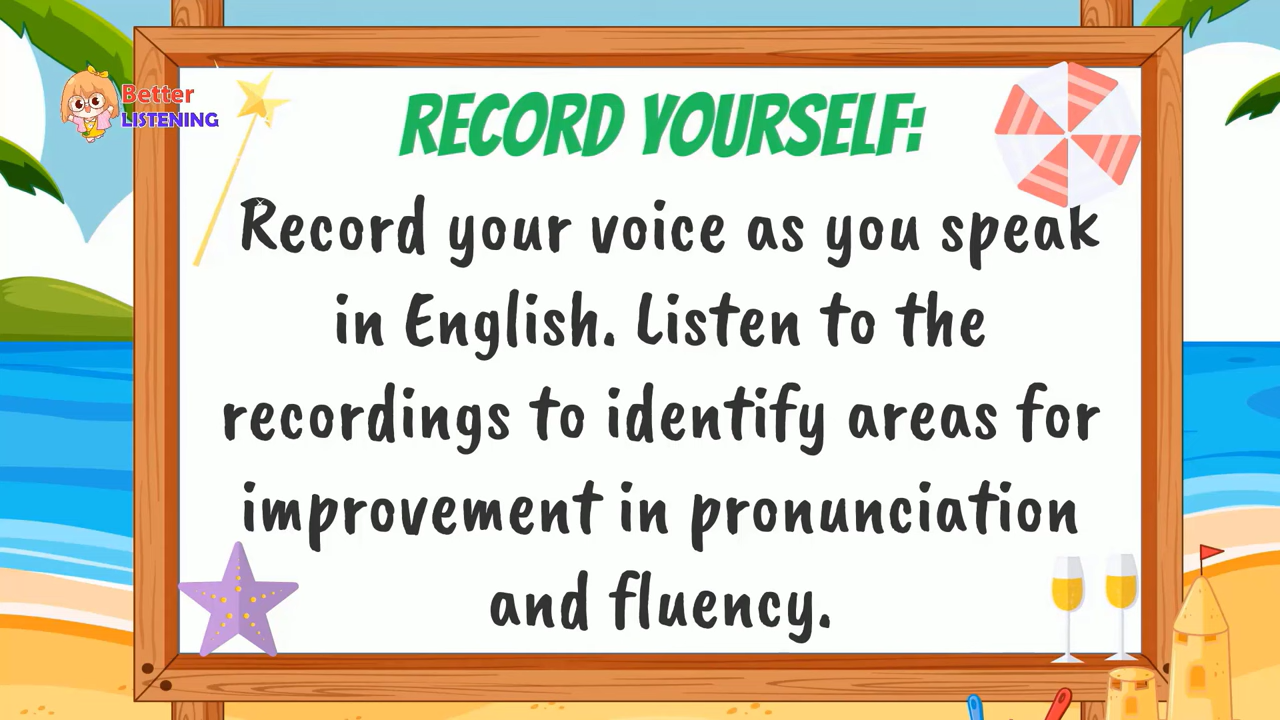 Better
LISTENING
RECORD YOURSELF:
Record your voice as you speak
in English. Listen to the
recordings to identify areas for
improvement in pronunciation
and fluency.